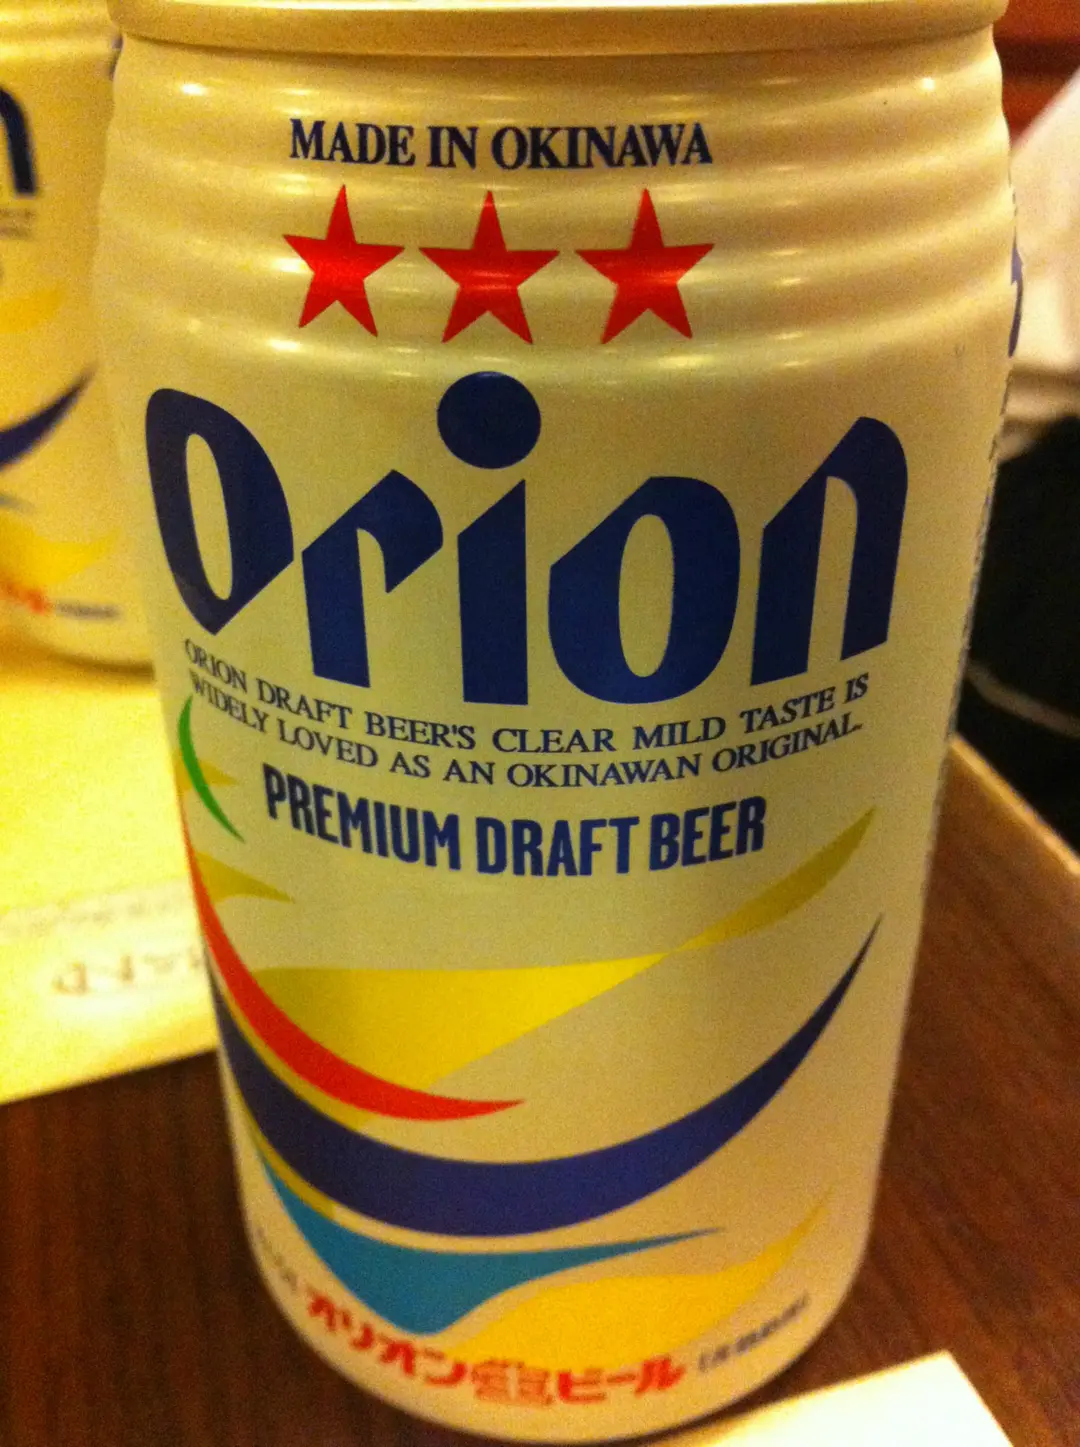 MADE IN OKINAWA
Orion
ORION DRAFT BEER'S CLEAR MILD TASTE IS
WIDELY LOVED AS AN OKINAWAN ORIGINAL.
PREMIUM DRAFT BEER
オリオン生ビール